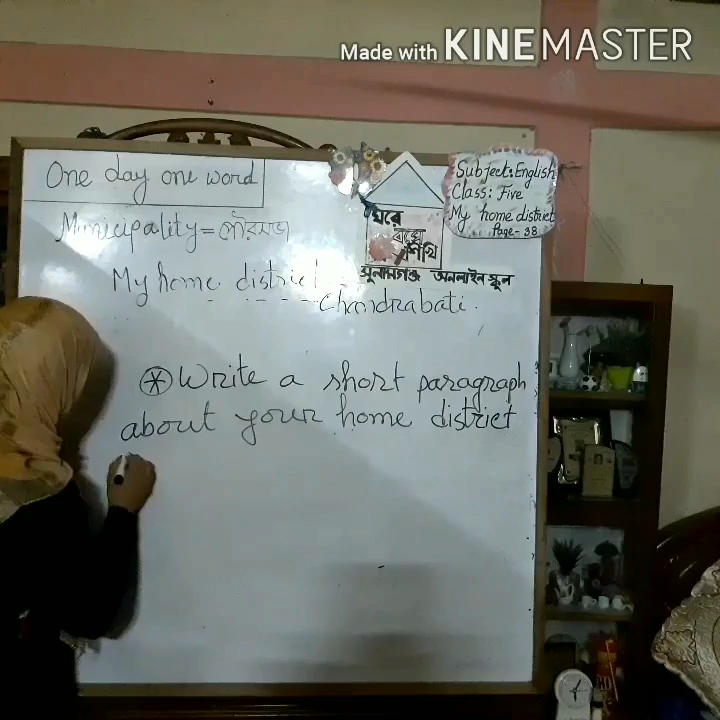 Made with KINEMASTER
One day one word
Municipality = পৌরসভা
Subject: English
Class: Five
My home district
Page- 38
ঘরে
বসে
শিখি
সুনামগঞ্জ অনলাইন স্কুল
My home district
Chandrabati.
Write a short paragraph
about your home district